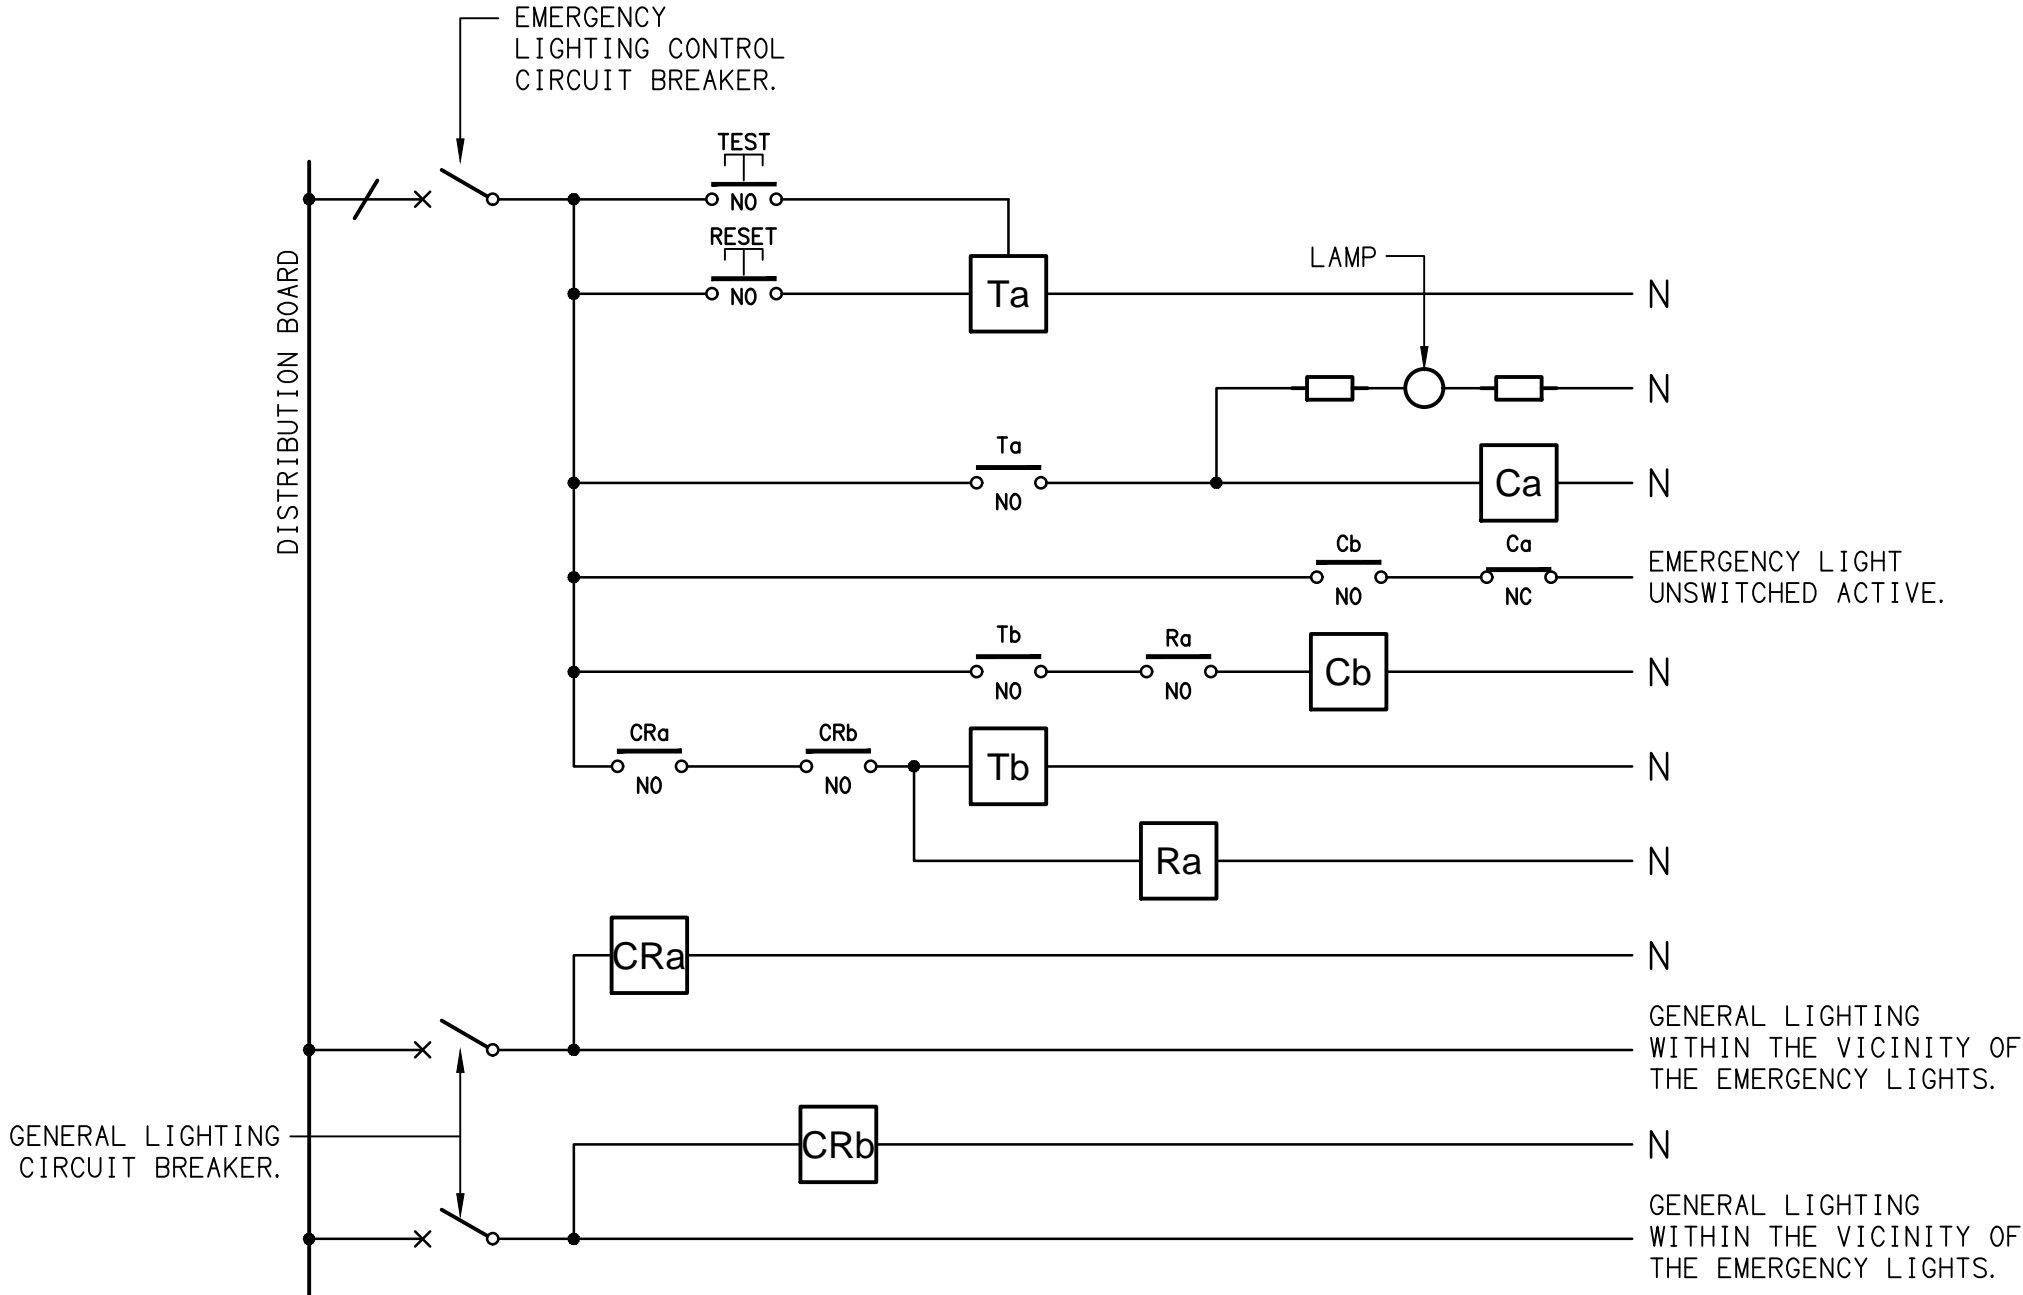 EMERGENCY
LIGHTING CONTROL
CIRCUIT BREAKER.
TEST
NO
RESET
NO
DISTRIBUTION BOARD
Ta
N
LAMP
N
Ta
NO
Ca
N
Cb
NO
Ca
NC
EMERGENCY LIGHT
UNSWITCHED ACTIVE.
Tb
NO
Ra
NO
Cb
N
CRa
NO
CRb
NO
Tb
N
Ra
N
CRa
N
GENERAL LIGHTING
WITHIN THE VICINITY OF
THE EMERGENCY LIGHTS.
GENERAL LIGHTING
CIRCUIT BREAKER.
CRb
N
GENERAL LIGHTING
WITHIN THE VICINITY OF
THE EMERGENCY LIGHTS.